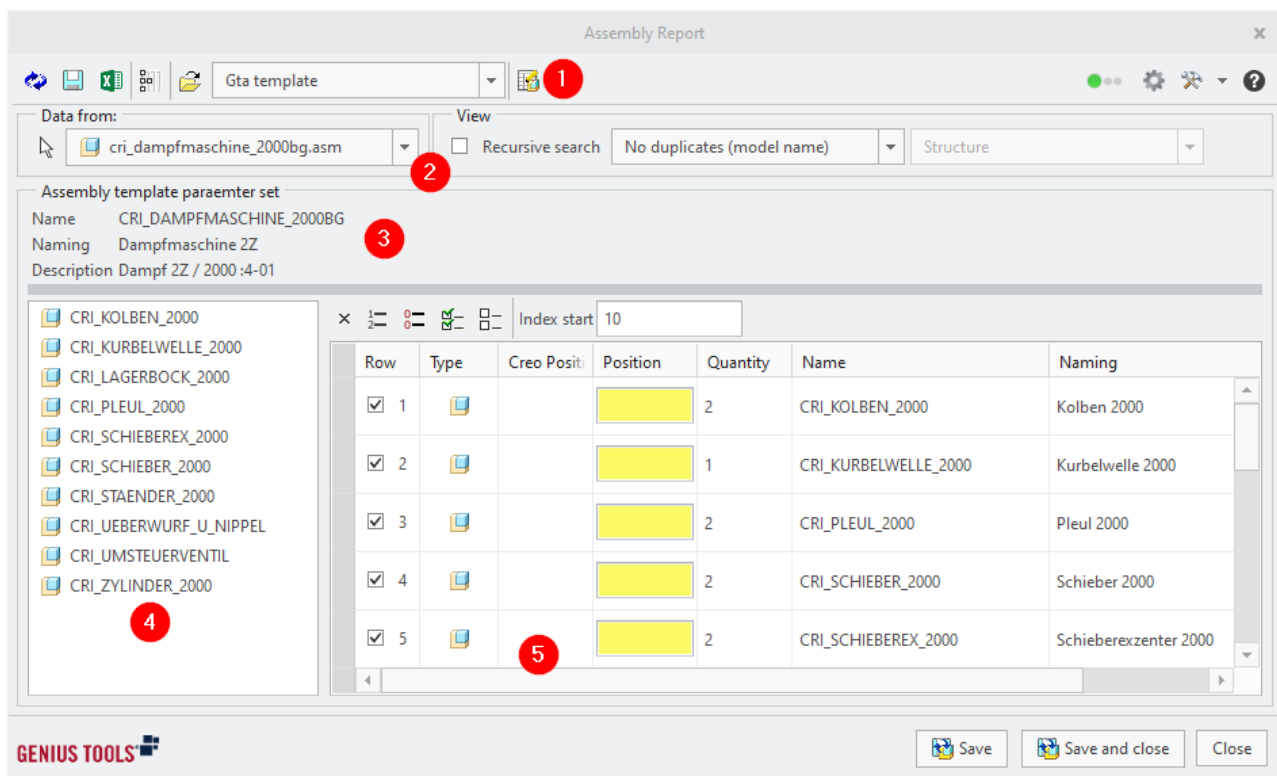 Assembly Report
Gta template
1
Data from:
View
cri_dampfmaschine_2000bg.asm
Recursive search
No duplicates (model name)
Structure
2
Assembly template paraemter set
Name CRI_DAMPFMASCHINE_2000BG
Naming Dampfmaschine 2Z
3
Description Dampf 2Z / 2000 :4-01
CRI_KOLBEN_2000
CRI_KURBELWELLE_2000
CRI_LAGERBOCK_2000
CRI_PLEUL_2000
CRI_SCHIEBEREX_2000
CRI_SCHIEBER_2000
CRI_STAENDER_2000
CRI_UEBERWURF_U_NIPPEL
CRI_UMSTEUERVENTIL
CRI_ZYLINDER_2000
4
Index start 10
Row Type Creo Positi Position Quantity Name Naming
1 2 CRI_KOLBEN_2000 Kolben 2000
2 1 CRI_KURBELWELLE_2000 Kurbelwelle 2000
3 2 CRI_PLEUL_2000 Pleul 2000
4 2 CRI_SCHIEBER_2000 Schieber 2000
5 2 CRI_SCHIEBEREX_2000 Schieberexzenter 2000
5
GENIUS TOOLS
Save
Save and close
Close